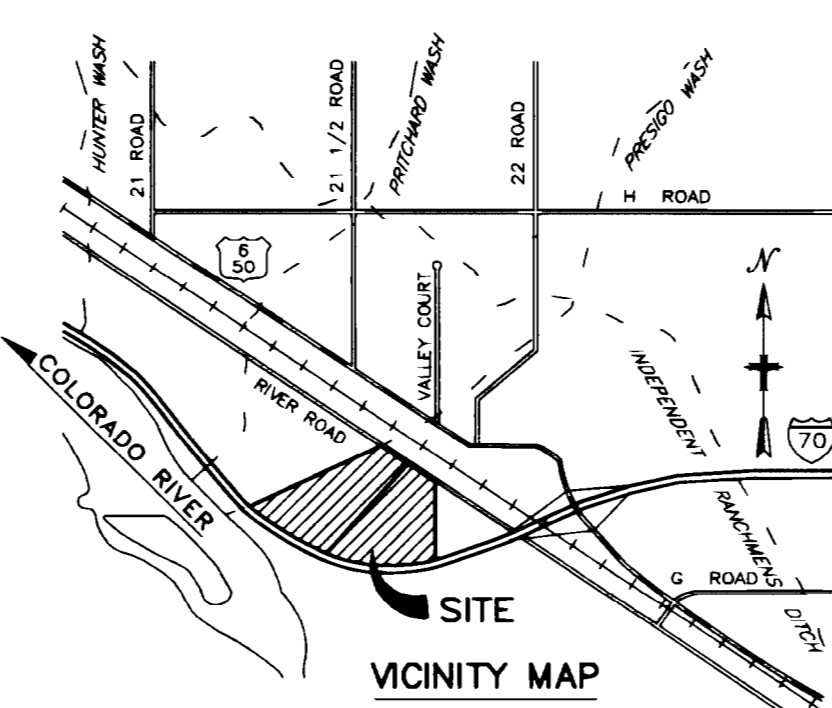 HUNTER WASH
21 ROAD
21 1/2 ROAD
PRITCHARD WASH
22 ROAD
PRESIGO WASH
H ROAD
6
50
N
VALLEY COURT
INDEPENDENT
RANCHMENS
DITCH
70
RIVER ROAD
COLORADO RIVER
G ROAD
SITE
VICINITY MAP